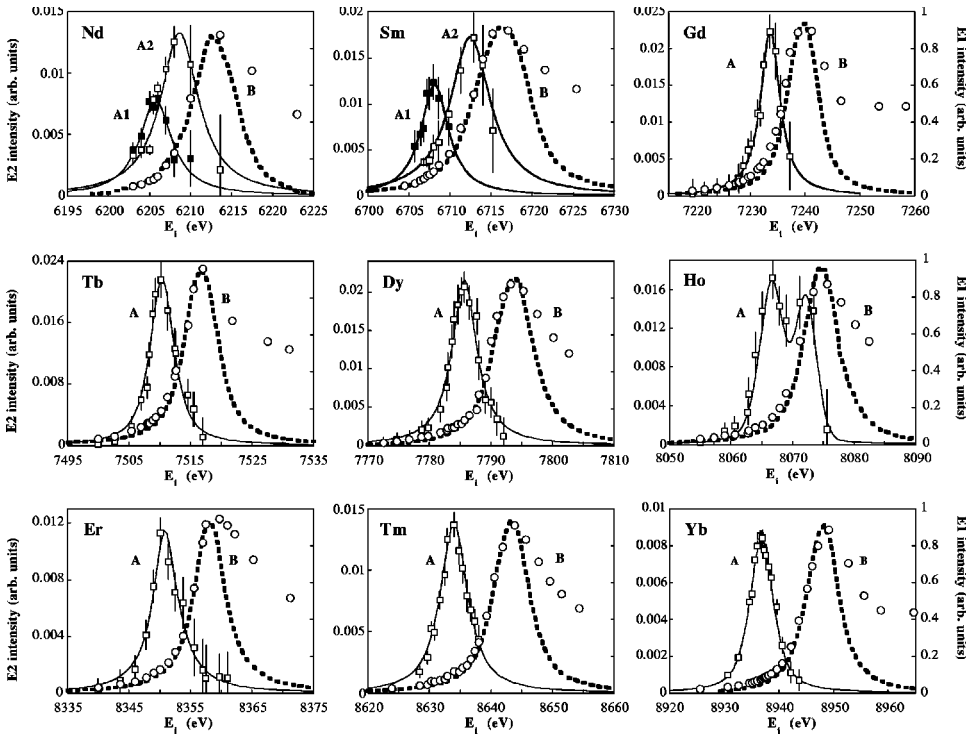 Nd
A2
A1
B
E2 intensity (arb. units)
0.015
0.01
0.005
0
6195 6200 6205 6210 6215 6220 6225
E_i (eV)
Sm
A2
A1
B
0.02
0.015
0.01
0.005
0
6700 6705 6710 6715 6720 6725 6730
E_i (eV)
Gd
A
B
0.025
0.02
0.015
0.01
0.005
0
1
0.8
0.6
0.4
0.2
0
E1 intensity (arb. units)
7220 7230 7240 7250 7260
E_i (eV)
Tb
A
B
E2 intensity (arb. units)
0.024
0.016
0.008
0
7495 7505 7515 7525 7535
E_i (eV)
Dy
A
B
0.02
0.015
0.01
0.005
0
7770 7780 7790 7800 7810
E_i (eV)
Ho
A
B
0.016
0.012
0.008
0.004
0
1
0.8
0.6
0.4
0.2
0
E1 intensity (arb. units)
8050 8060 8070 8080 8090
E_i (eV)
Er
A
B
E2 intensity (arb. units)
0.012
0.008
0.004
0
8335 8345 8355 8365 8375
E_i (eV)
Tm
A
B
0.015
0.01
0.005
0
8620 8630 8640 8650 8660
E_i (eV)
Yb
A
B
0.01
0.008
0.006
0.004
0.002
0
1
0.8
0.6
0.4
0.2
0
E1 intensity (arb. units)
8920 8930 8940 8950 8960
E_i (eV)